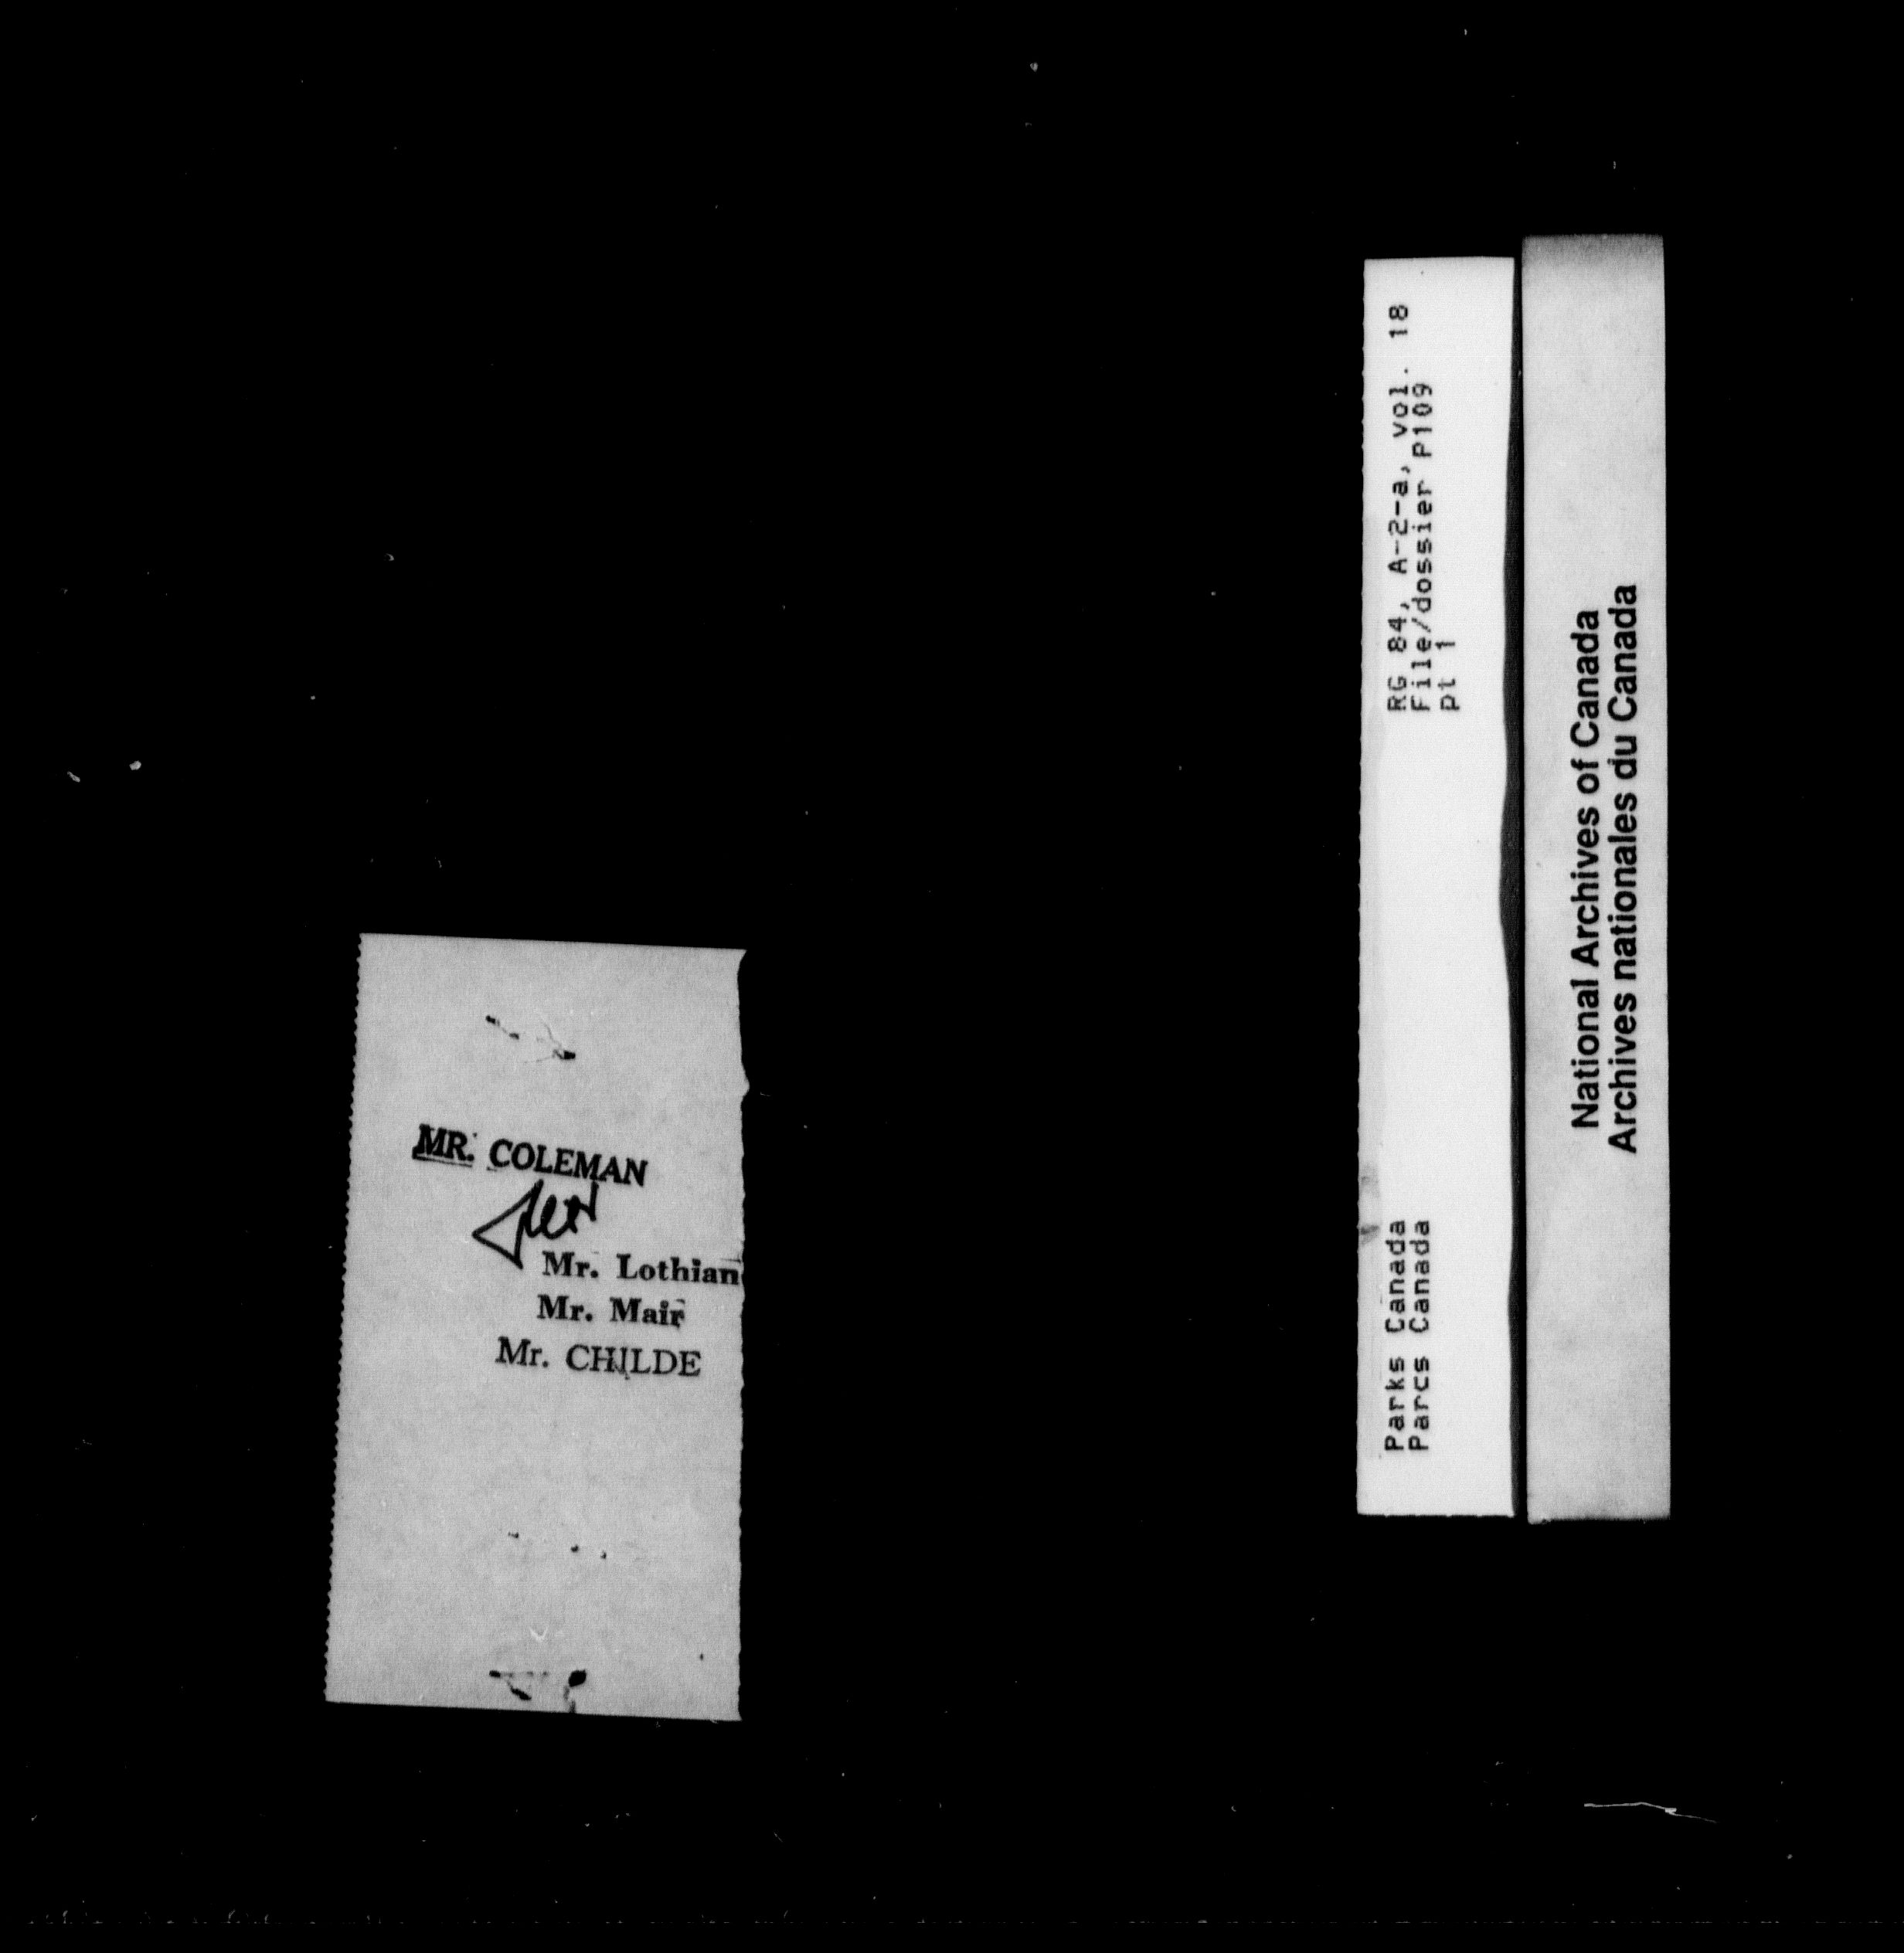 MR. COLEMAN
Mr. Lothian
Mr. Mair
Mr. CHILDE
Parks Canada
Parcs Canada
RG 84, A-2-a, Vol. 18
File/dossier P109
pt 1
National Archives of Canada
Archives nationales du Canada